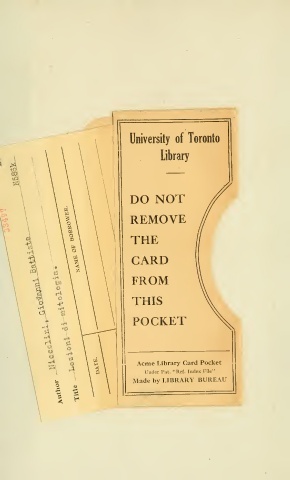 University of Toronto
Library
DO NOT
REMOVE
THE
CARD
FROM
THIS
POCKET
Acme Library Card Pocket
Under Pat. "Ref. Index File"
Made by LIBRARY BUREAU
Author Niccolini, Giovanni Battista
Title Lezioni di mitologia.
DATE.
NAME OF BORROWER.